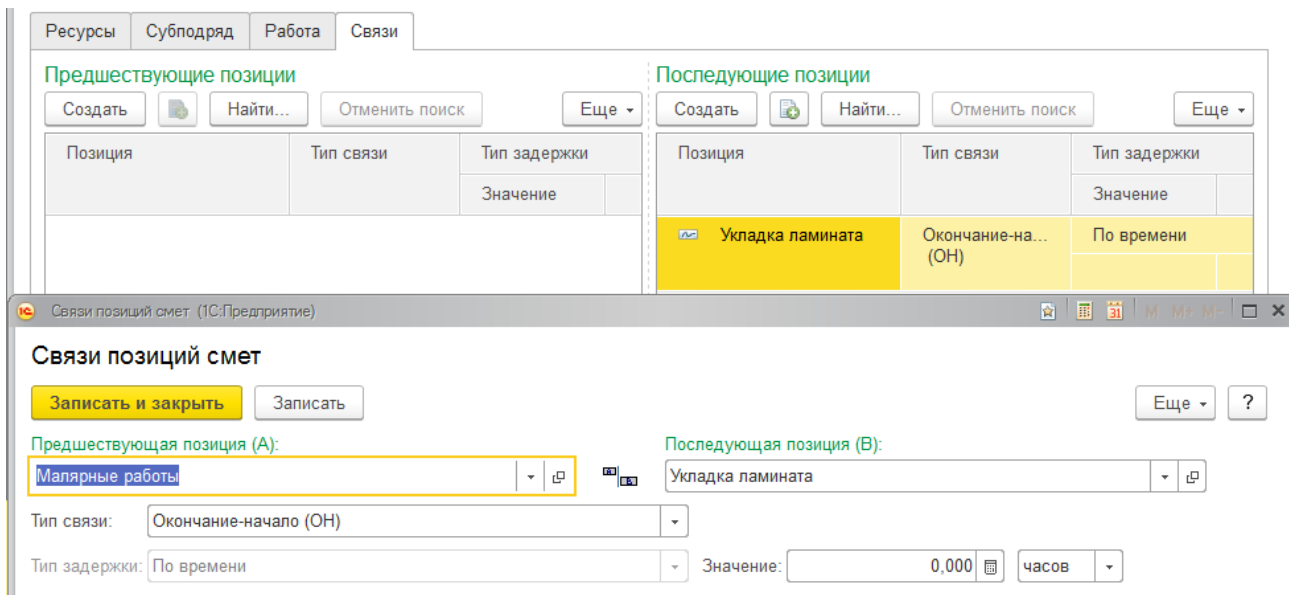 Ресурсы Субподряд Работа Связи
Предшествующие позиции Последующие позиции
Создать Найти... Отменить поиск Еще Создать Найти... Отменить поиск Еще
Позиция Тип связи Тип задержки Позиция Тип связи Тип задержки
Значение Значение
Укладка ламината Окончание-на... По времени
(ОН)
Связи позиций смет (1С:Предприятие) 31 M M+ M-
Связи позиций смет
Записать и закрыть Записать Еще ?
Предшествующая позиция (А): Последующая позиция (В):
Малярные работы Укладка ламината
Тип связи: Окончание-начало (ОН)
Тип задержки: По времени Значение: 0,000 часов